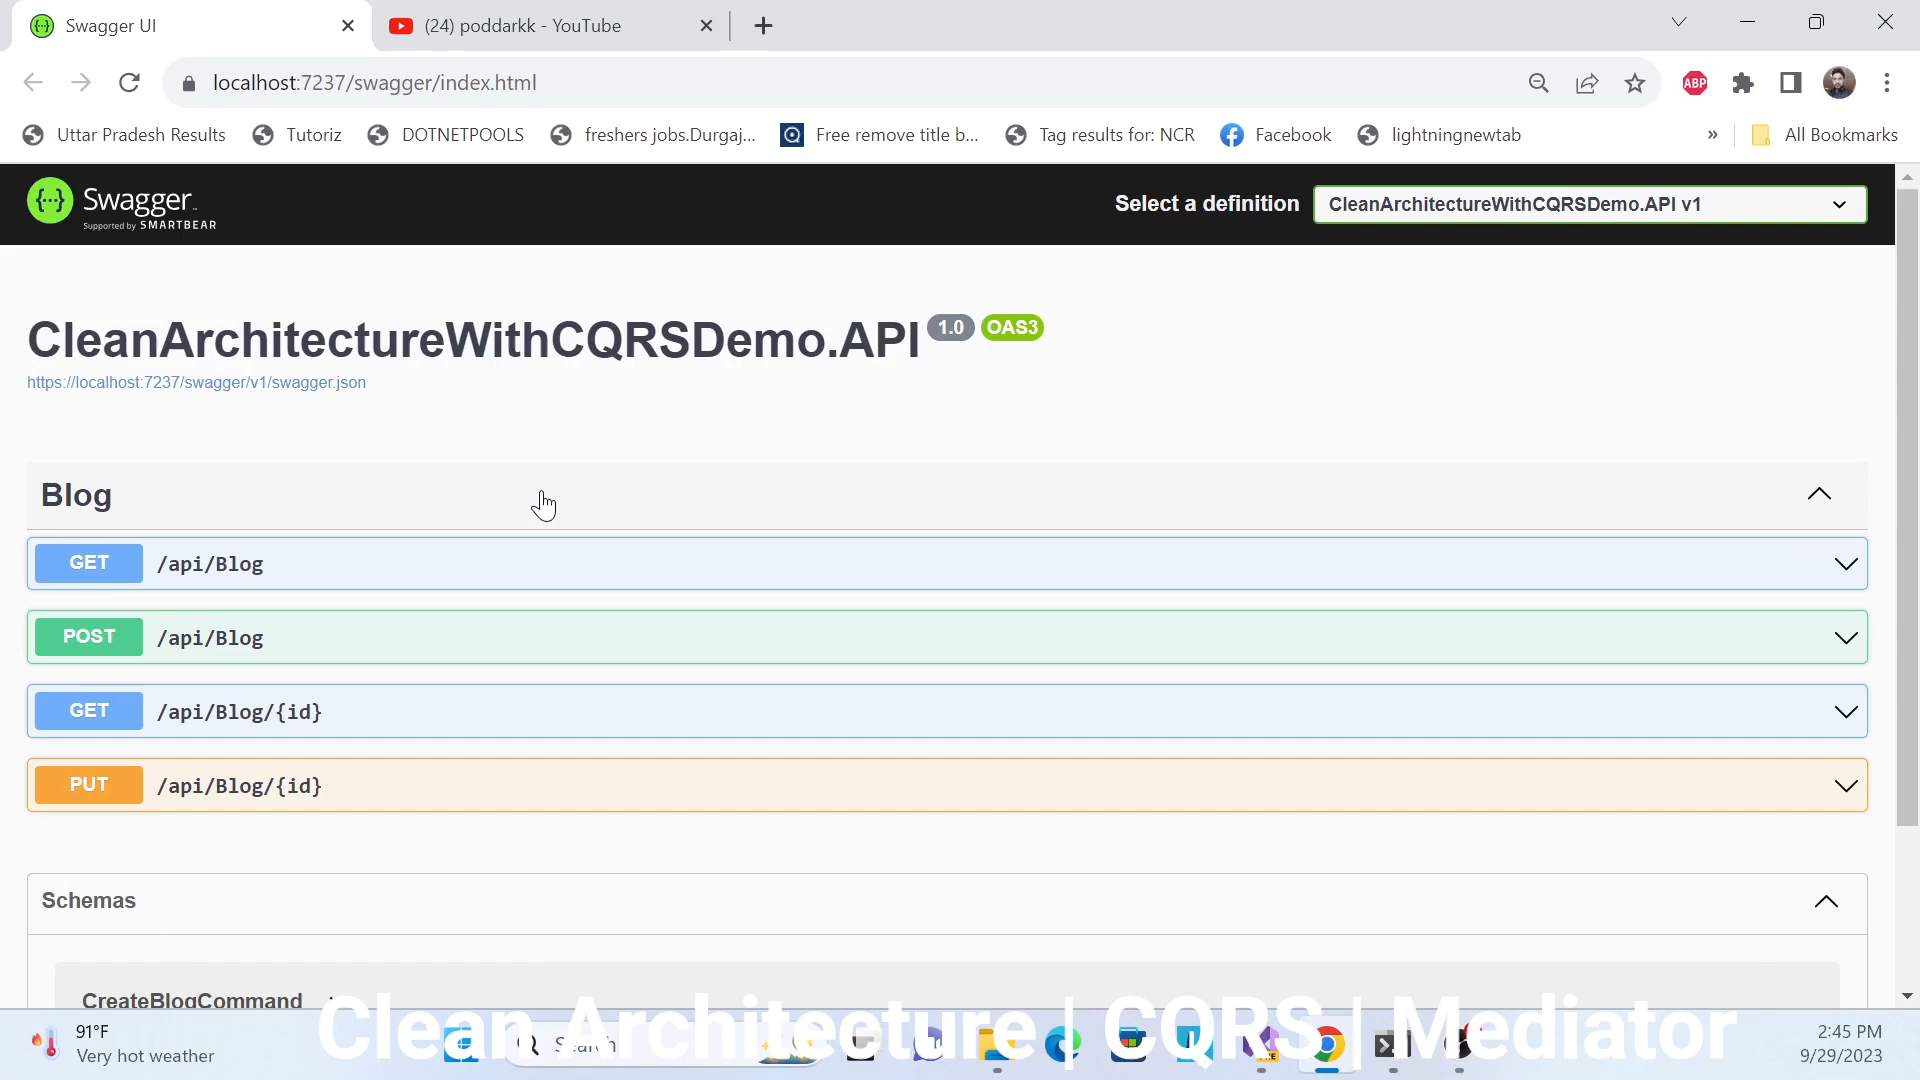 Swagger UI
(24) poddarkk - YouTube
localhost:7237/swagger/index.html
ABP
Uttar Pradesh Results
Tutoriz
DOTNETPOOLS
freshers jobs.Durgaj...
Free remove title b...
Tag results for: NCR
Facebook
lightningnewtab
»
All Bookmarks
{···} Swagger
Supported by SMARTBEAR
Select a definition
CleanArchitectureWithCQRSDemo.API v1
CleanArchitectureWithCQRSDemo.API 1.0 OAS3
https://localhost:7237/swagger/v1/swagger.json
Blog
GET /api/Blog
POST /api/Blog
GET /api/Blog/{id}
PUT /api/Blog/{id}
Schemas
CreateBlogCommand
Clean Architecture | CQRS | Mediator
91°F
Very hot weather
Search
2:45 PM
9/29/2023